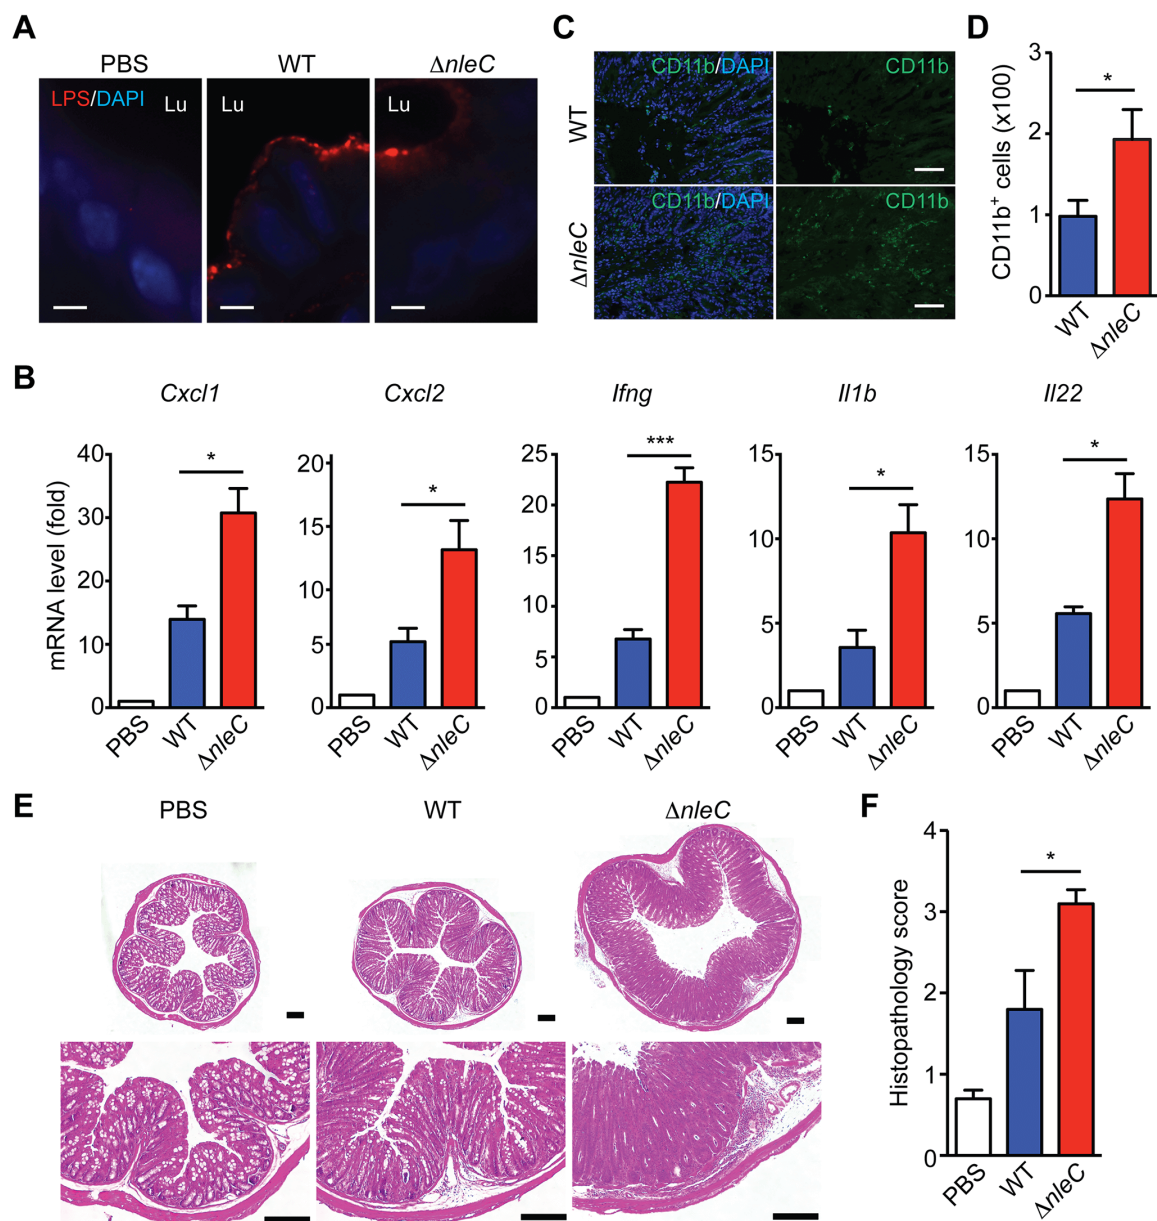 A
PBS
WT
ΔnleC
LPS/DAPI
Lu
Lu
Lu
C
WT
CD11b/DAPI
CD11b
ΔnleC
CD11b/DAPI
CD11b
D
CD11b+ cells (x100)
3
2
1
0
*
WT
ΔnleC
B
mRNA level (fold)
Cxcl1
40
30
20
10
0
*
PBS
WT
ΔnleC
Cxcl2
20
15
10
5
0
*
PBS
WT
ΔnleC
Ifng
25
20
15
10
5
0
***
PBS
WT
ΔnleC
Il1b
15
10
5
0
*
PBS
WT
ΔnleC
Il22
15
10
5
0
*
PBS
WT
ΔnleC
E
PBS
WT
ΔnleC
F
Histopathology score
4
3
2
1
0
*
PBS
WT
ΔnleC